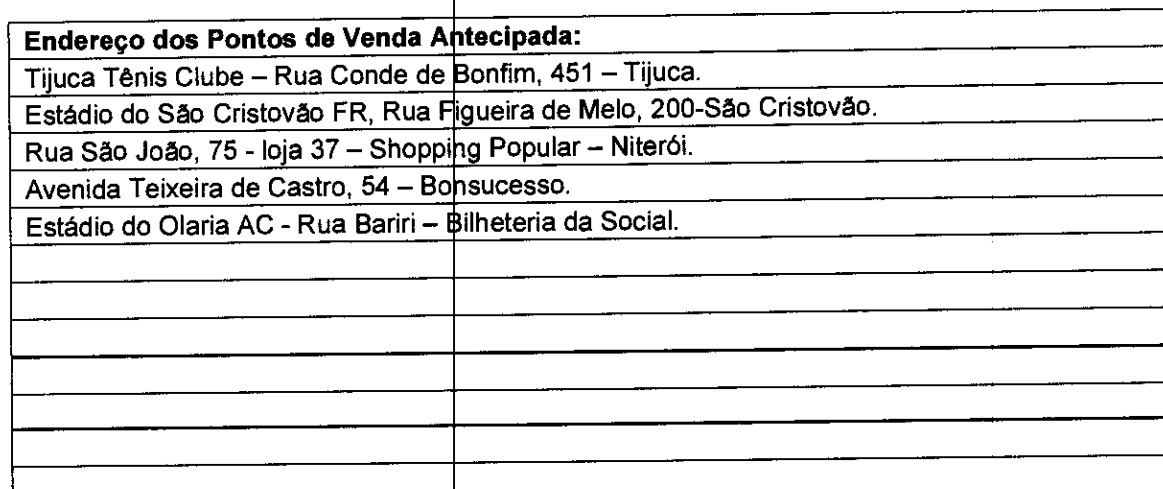 Endereço dos Pontos de Venda Antecipada:
Tijuca Tênis Clube – Rua Conde de Bonfim, 451 – Tijuca.
Estádio do São Cristovão FR, Rua Figueira de Melo, 200-São Cristovão.
Rua São João, 75 - loja 37 – Shopping Popular – Niterói.
Avenida Teixeira de Castro, 54 – Bonsucesso.
Estádio do Olaria AC - Rua Bariri – Bilheteria da Social.